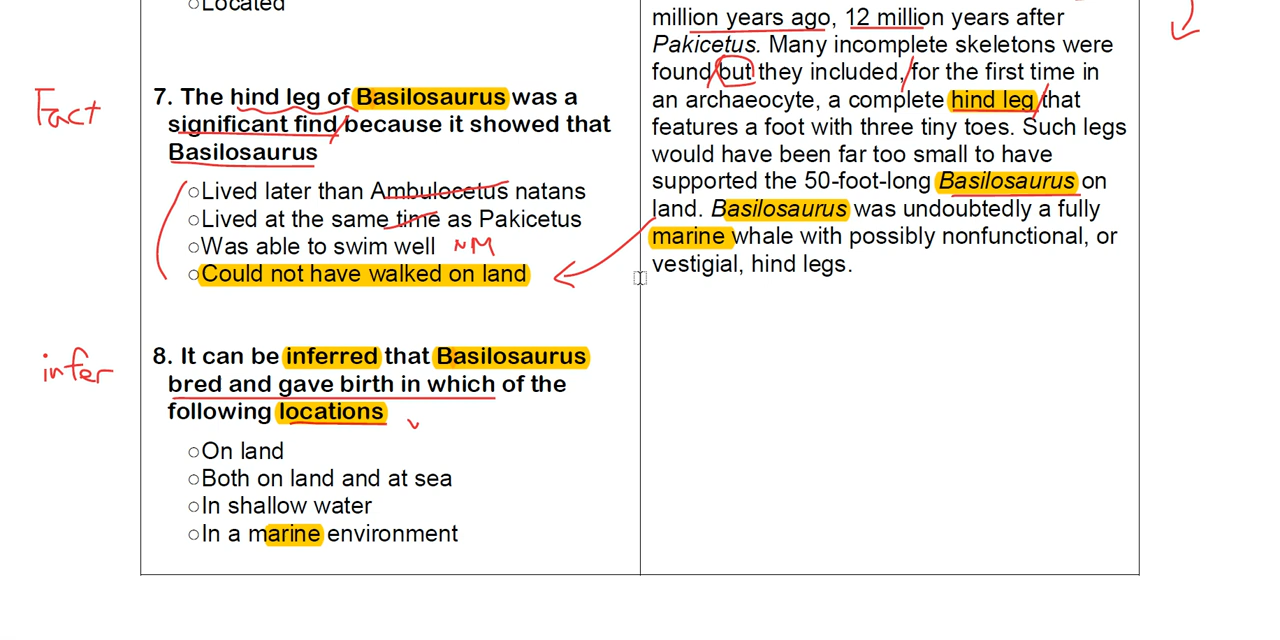 ○Located
Fact
7. The hind leg of Basilosaurus was a
significant find because it showed that
Basilosaurus
○Lived later than Ambulocetus natans
○Lived at the same time as Pakicetus
○Was able to swim well NM
○Could not have walked on land
infer
8. It can be inferred that Basilosaurus
bred and gave birth in which of the
following locations
○On land
○Both on land and at sea
○In shallow water
○In a marine environment
million years ago, 12 million years after
Pakicetus. Many incomplete skeletons were
found but they included, for the first time in
an archaeocyte, a complete hind leg that
features a foot with three tiny toes. Such legs
would have been far too small to have
supported the 50-foot-long Basilosaurus on
land. Basilosaurus was undoubtedly a fully
marine whale with possibly nonfunctional, or
vestigial, hind legs.